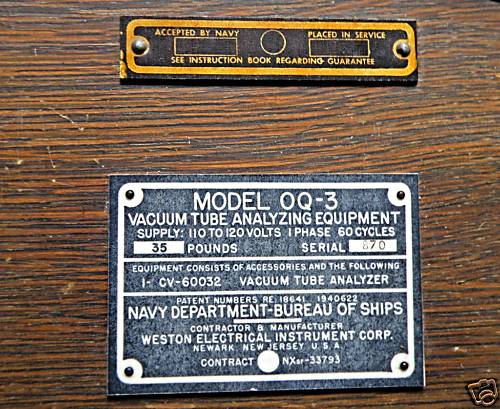 ACCEPTED BY NAVY PLACED IN SERVICE
SEE INSTRUCTION BOOK REGARDING GUARANTEE
MODEL OQ-3
VACUUM TUBE ANALYZING EQUIPMENT
SUPPLY: 110 TO 120 VOLTS 1 PHASE 60 CYCLES
35 POUNDS SERIAL 870
EQUIPMENT CONSISTS OF ACCESSORIES AND THE FOLLOWING
1- CV-60032 VACUUM TUBE ANALYZER
PATENT NUMBERS RE. 18641 1940622
NAVY DEPARTMENT-BUREAU OF SHIPS
CONTRACTOR & MANUFACTURER
WESTON ELECTRICAL INSTRUMENT CORP.
NEWARK NEW JERSEY U.S.A.
CONTRACT NXsr-33793